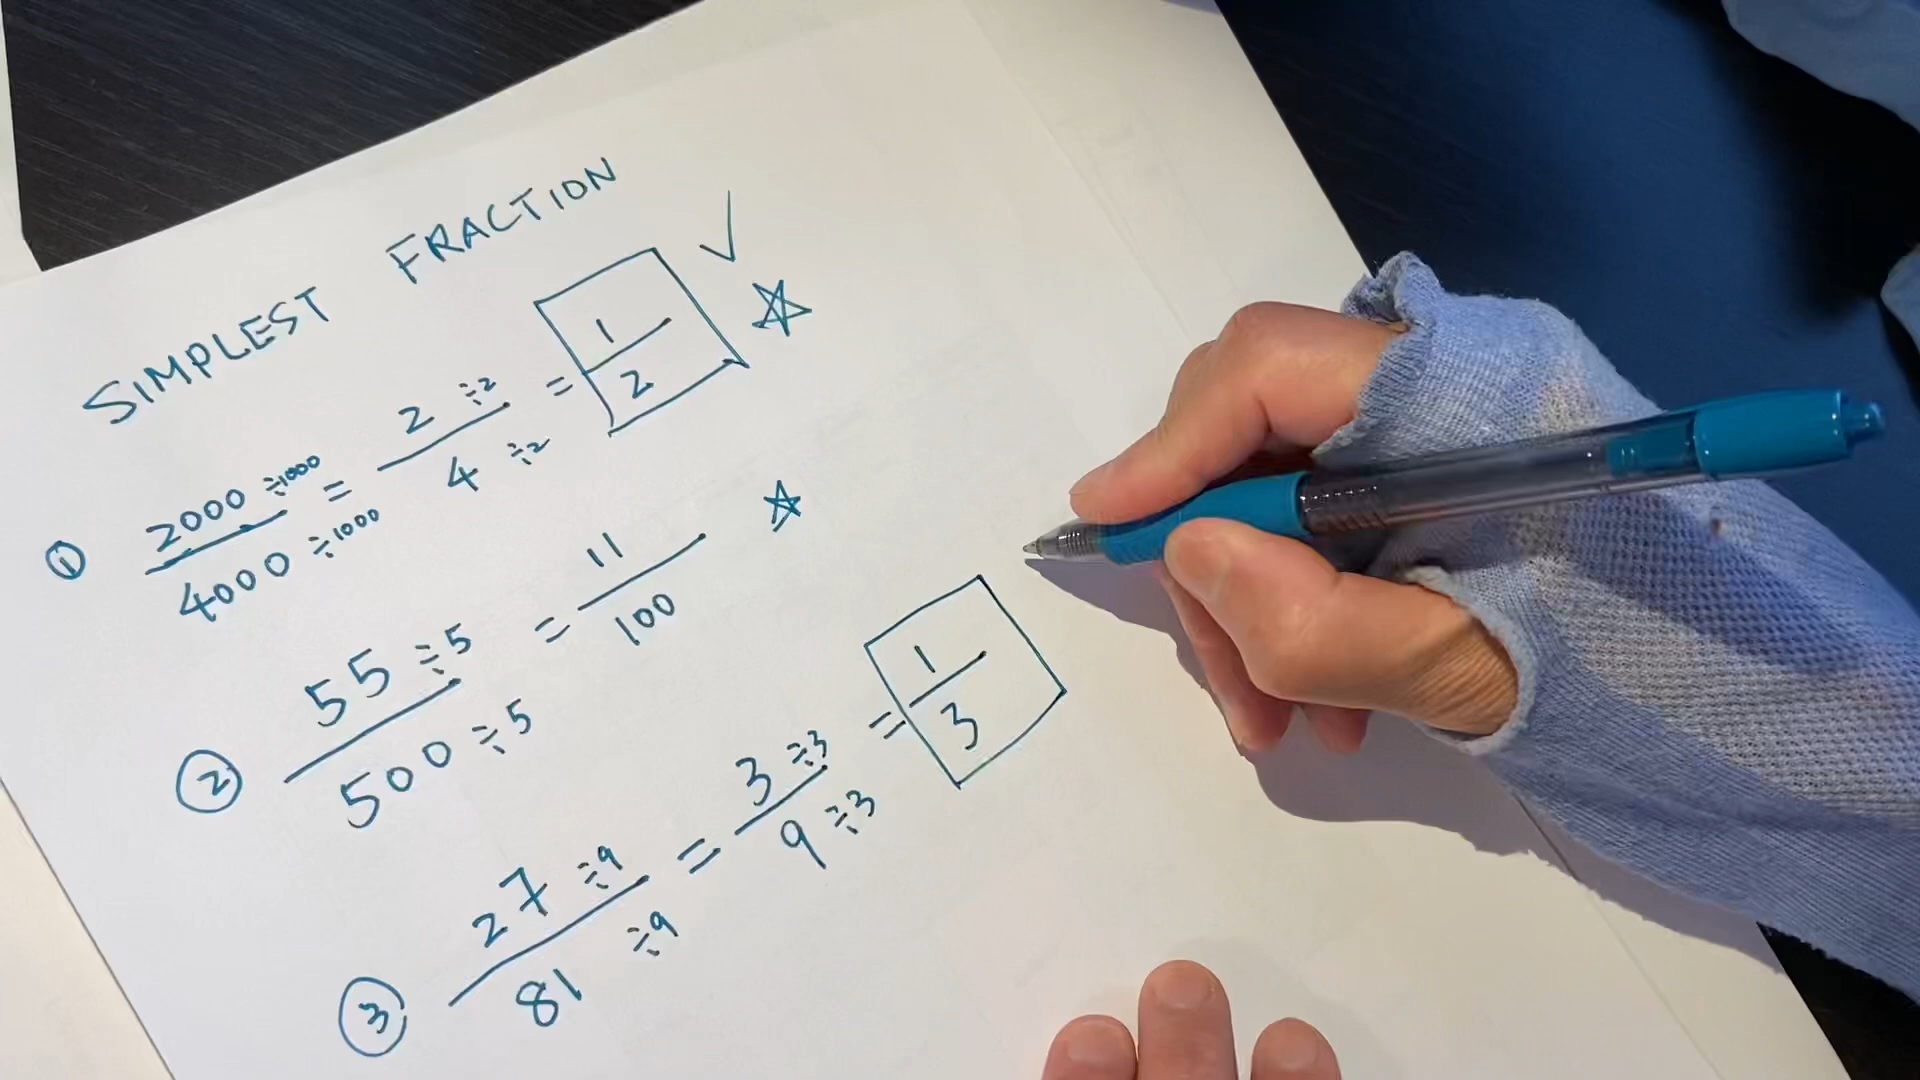 SIMPLEST FRACTION
① 2000 ÷1000 / 4000 ÷1000 = 2 ÷2 / 4 ÷2 = 1 / 2 ✓ ☆
② 55 ÷5 / 500 ÷5 = 11 / 100 ☆
③ 27 ÷9 / 81 ÷9 = 3 ÷3 / 9 ÷3 = 1 / 3